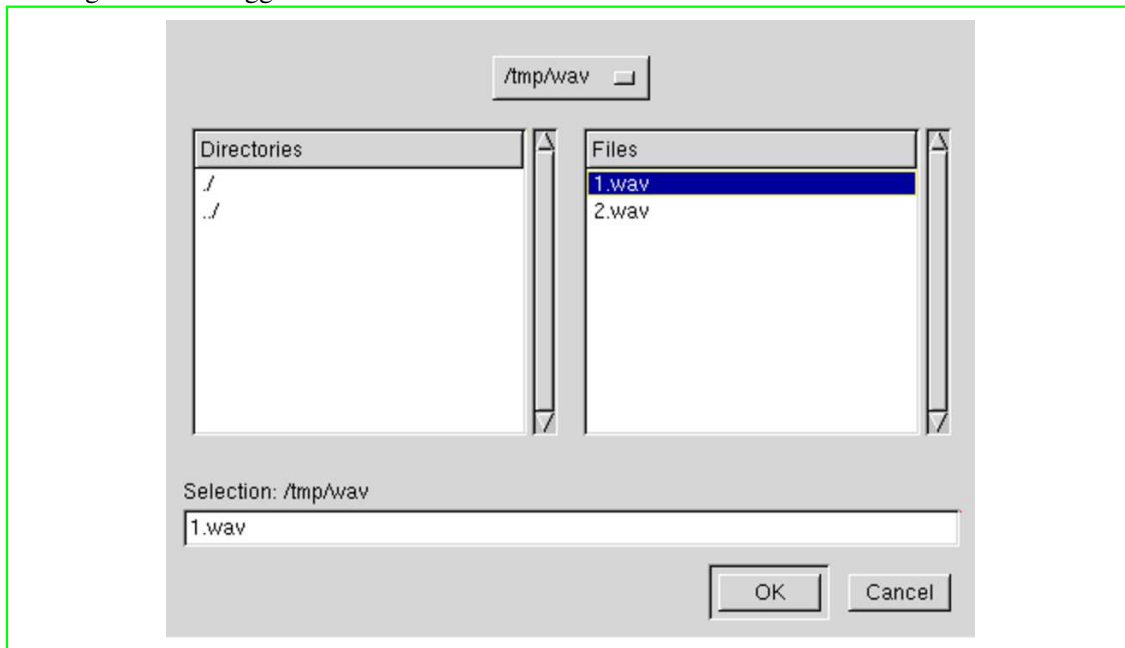 /tmp/wav
Directories
./
../
Files
1.wav
2.wav
Selection: /tmp/wav
1.wav
OK
Cancel